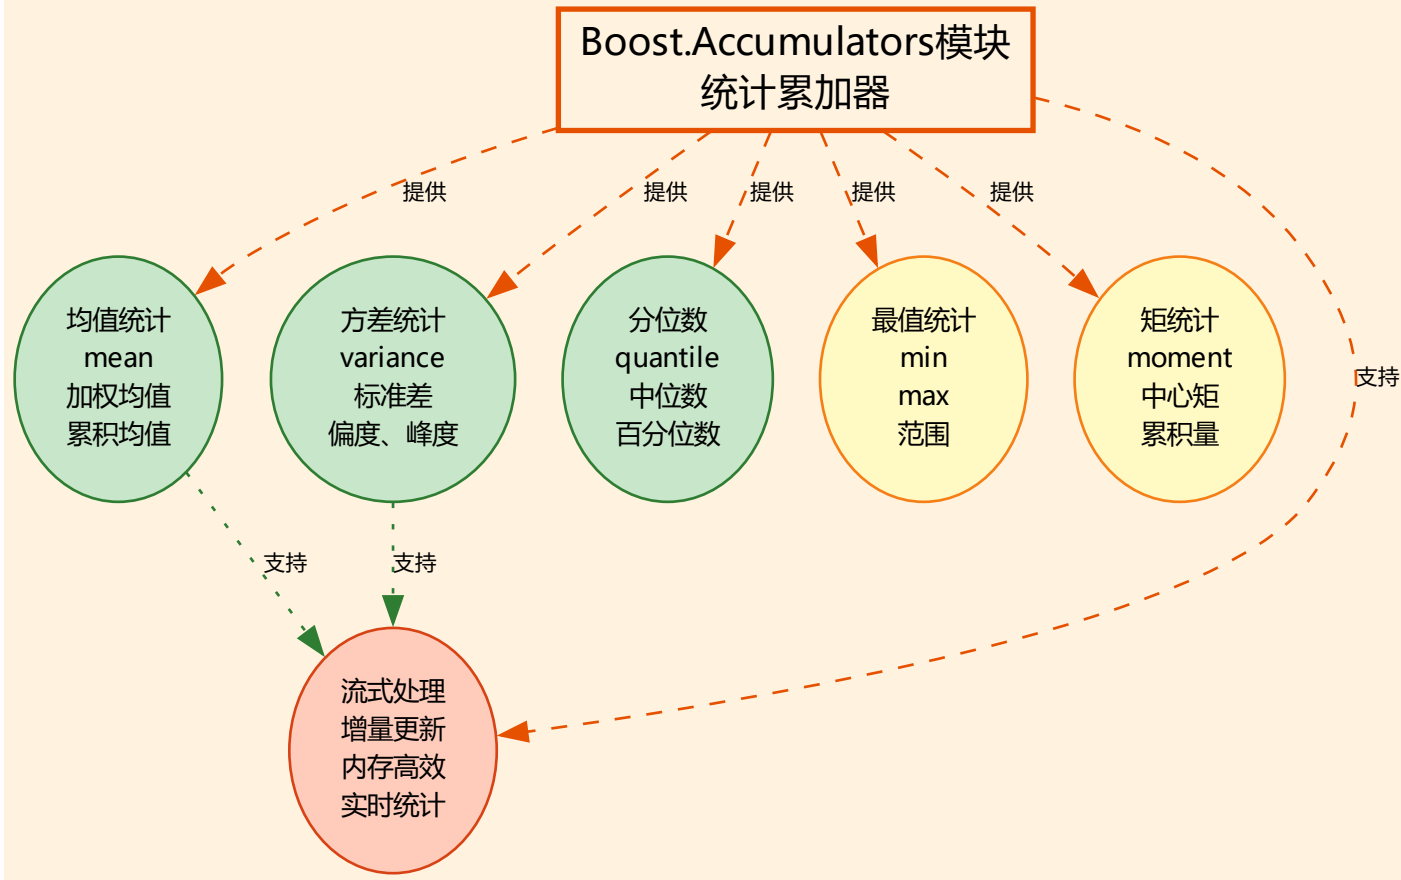 Boost.Accumulators模块
统计累加器
提供
提供
提供
提供
提供
均值统计
mean
加权均值
累积均值
方差统计
variance
标准差
偏度、峰度
分位数
quantile
中位数
百分位数
最值统计
min
max
范围
矩统计
moment
中心矩
累积量
支持
支持
支持
流式处理
增量更新
内存高效
实时统计